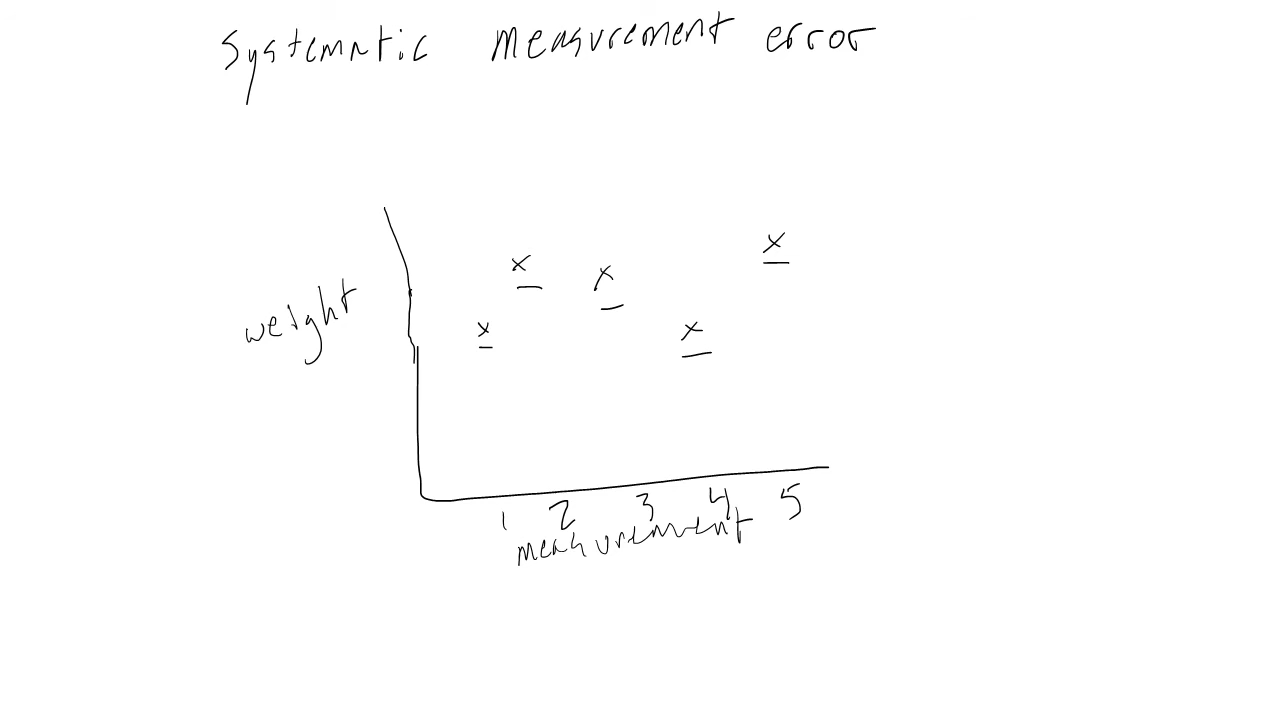 systematic measurement error
x
x x
weight x x
1 2 3 4 5
measurement